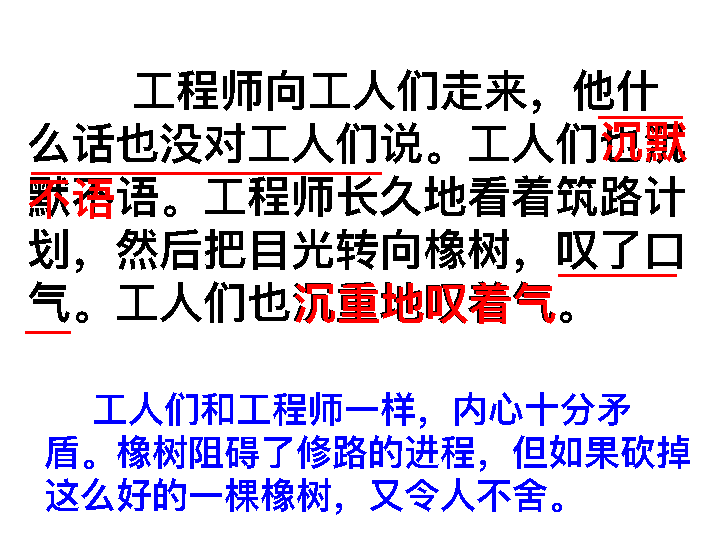 工程师向工人们走来，他什
么话也没对工人们说。工人们沉默
不语。工程师长久地看着筑路计
划，然后把目光转向橡树，叹了口
气。工人们也沉重地叹着气。
工人们和工程师一样，内心十分矛
盾。橡树阻碍了修路的进程，但如果砍掉
这么好的一棵橡树，又令人不舍。